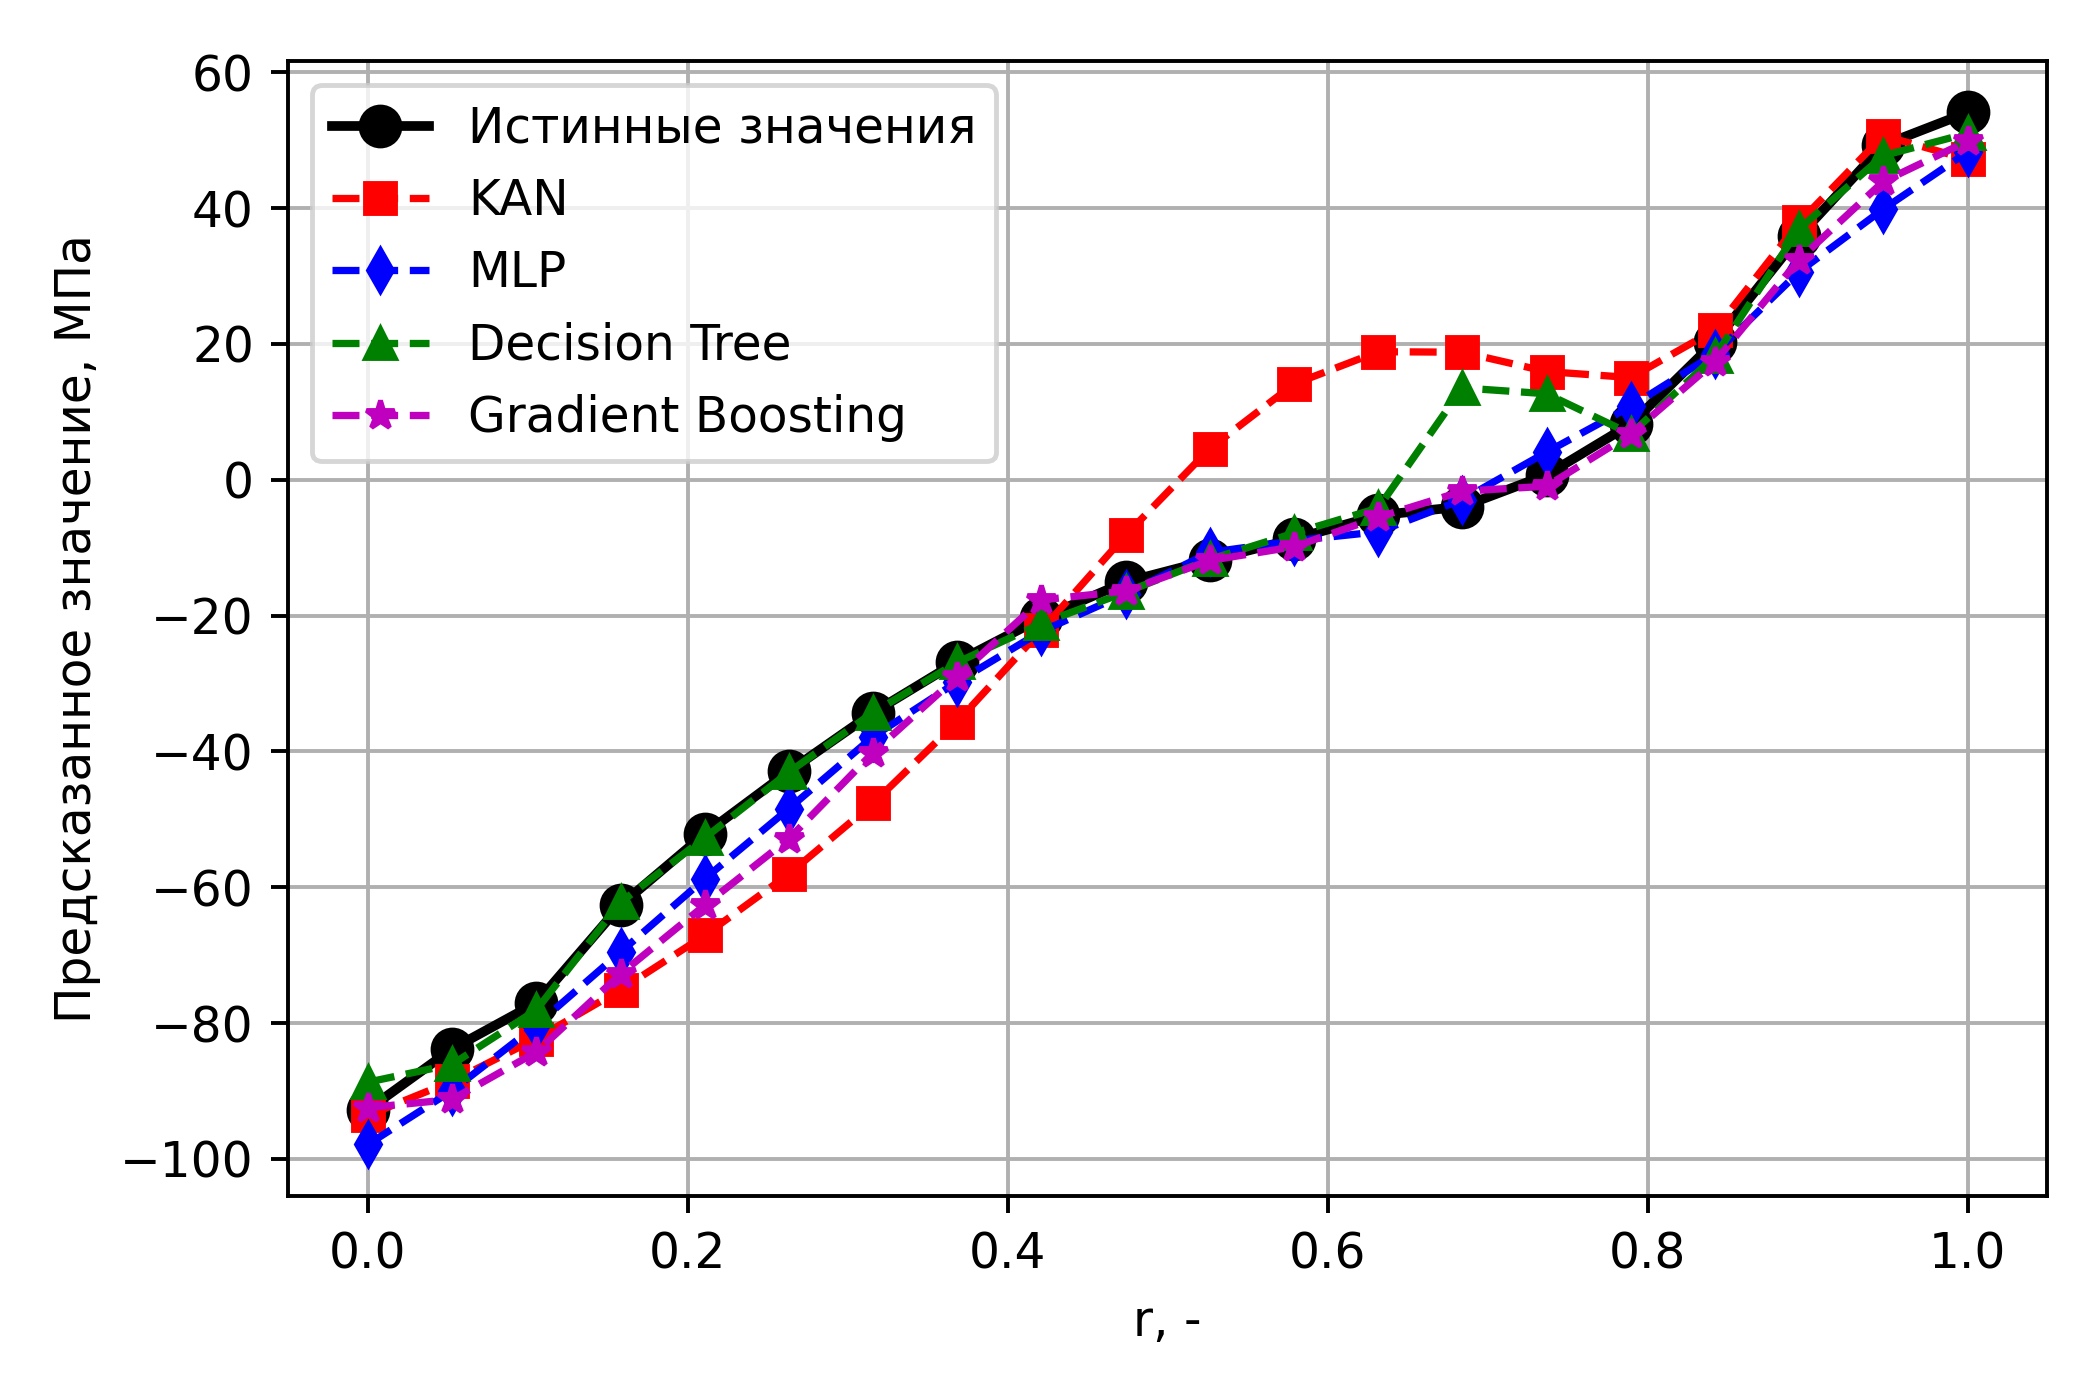 60
40
20
0
−20
−40
−60
−80
−100
Предсказанное значение, МПа
Истинные значения
KAN
MLP
Decision Tree
Gradient Boosting
0.0 0.2 0.4 0.6 0.8 1.0
r, -